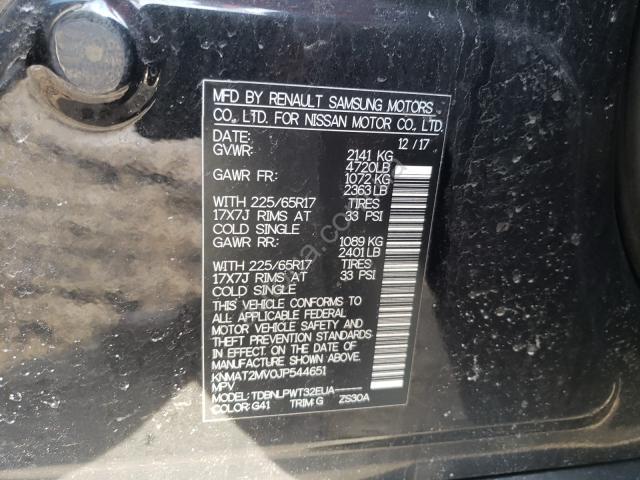 MFD BY RENAULT SAMSUNG MOTORS
CO., LTD. FOR NISSAN MOTOR CO., LTD.
DATE: 12/17
GVWR: 2141 KG
4720LB
GAWR FR: 1072 KG
2363 LB
WITH 225/65R17 TIRES
17X7J RIMS AT 33 PSI
COLD SINGLE
GAWR RR: 1089 KG
2401 LB
WITH 225/65R17 TIRES
17X7J RIMS AT 33 PSI
COLD SINGLE
THIS VEHICLE CONFORMS TO
ALL APPLICABLE FEDERAL
MOTOR VEHICLE SAFETY AND
THEFT PREVENTION STANDARDS
IN EFFECT ON THE DATE OF
MANUFACTURE SHOWN ABOVE.
KNMAT2MV0JP544651
MPV
MODEL: TDBNLPWT32EUA-----
COLOR: G41 TRIM: G ZS30A